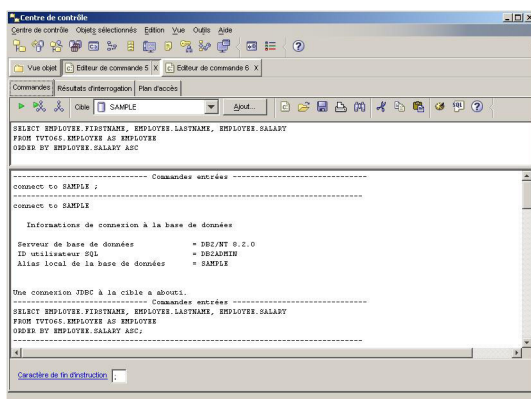 Centre de contrôle
Centre de contrôle Objets sélectionnés Edition Vue Outils Aide
Vue objet Editeur de commande 5 X Editeur de commande 6 X
Commandes Résultats d'interrogation Plan d'accès
Cible SAMPLE Ajout...
SELECT EMPLOYEE.FIRSTNAME, EMPLOYEE.LASTNAME, EMPLOYEE.SALARY
FROM TVT065.EMPLOYEE AS EMPLOYEE
ORDER BY EMPLOYEE.SALARY ASC
------------------------------ Commandes entrées ------------------------------
connect to SAMPLE ;
------------------------------------------------------------------------------
connect to SAMPLE
Informations de connexion à la base de données
Serveur de base de données = DB2/NT 8.2.0
ID utilisateur SQL = DB2ADMIN
Alias local de la base de données = SAMPLE
Une connexion JDBC à la cible a abouti.
------------------------------ Commandes entrées ------------------------------
SELECT EMPLOYEE.FIRSTNAME, EMPLOYEE.LASTNAME, EMPLOYEE.SALARY
FROM TVT065.EMPLOYEE AS EMPLOYEE
ORDER BY EMPLOYEE.SALARY ASC;
------------------------------------------------------------------------------
Caractère de fin d'instruction ;